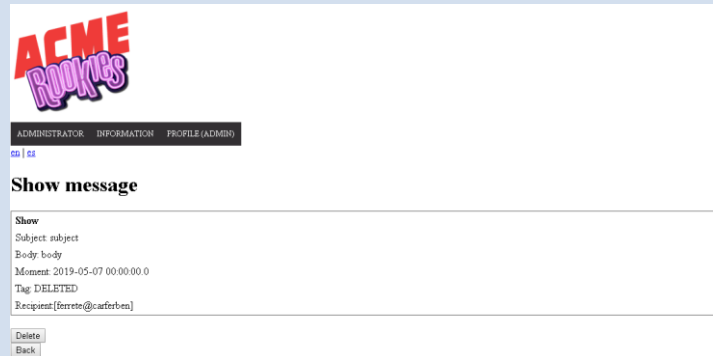 ACME
ROOKIES
ADMINISTRATOR INFORMATION PROFILE (ADMIN)
en | es
Show message
Show
Subject: subject
Body: body
Moment: 2019-05-07 00:00:00.0
Tag: DELETED
Recipient:[ferrete@carferben]
Delete
Back